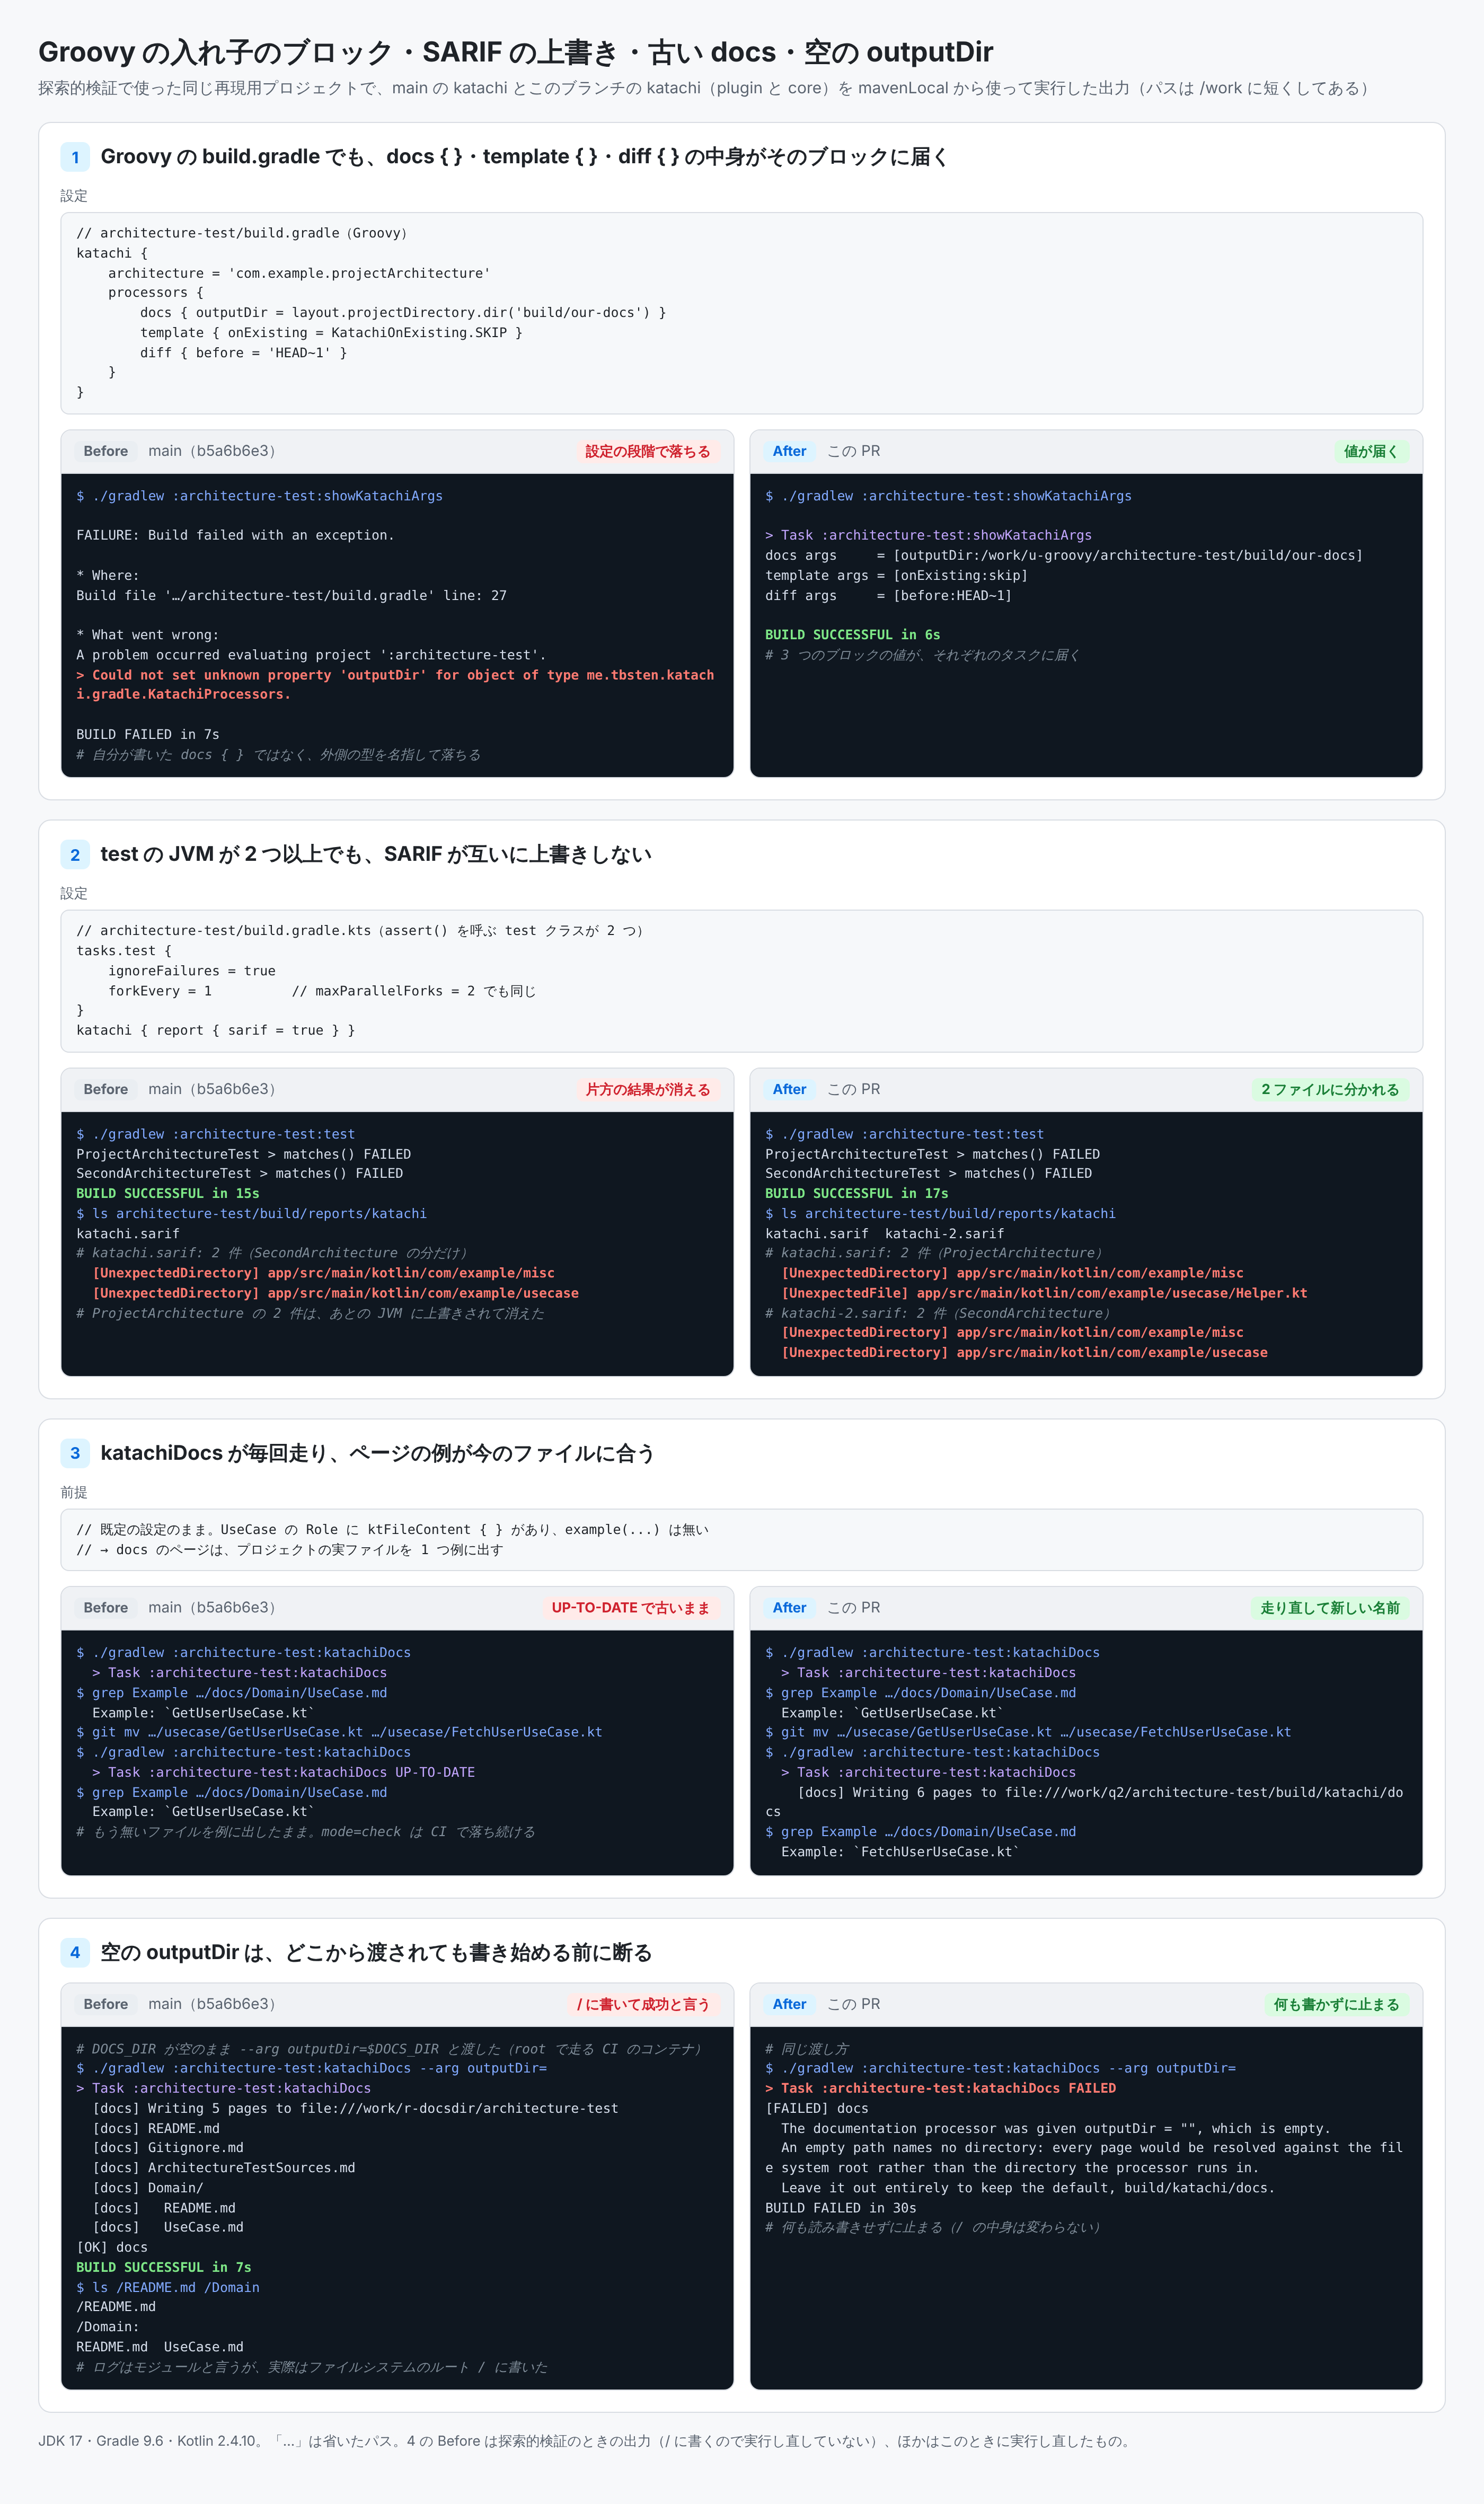 Groovy の入れ子のブロック・SARIF の上書き・古い docs・空の outputDir
探索的検証で使った同じ再現用プロジェクトで、main の katachi とこのブランチの katachi（plugin と core）を mavenLocal から使って実行した出力（パスは /work に短くしてある）
1 Groovy の build.gradle でも、docs { }・template { }・diff { } の中身がそのブロックに届く
設定
// architecture-test/build.gradle（Groovy）
katachi {
    architecture = 'com.example.projectArchitecture'
    processors {
        docs { outputDir = layout.projectDirectory.dir('build/our-docs') }
        template { onExisting = KatachiOnExisting.SKIP }
        diff { before = 'HEAD~1' }
    }
}
Before main（b5a6b6e3） 設定の段階で落ちる
$ ./gradlew :architecture-test:showKatachiArgs
FAILURE: Build failed with an exception.
* Where:
Build file '…/architecture-test/build.gradle' line: 27
* What went wrong:
A problem occurred evaluating project ':architecture-test'.
> Could not set unknown property 'outputDir' for object of type me.tbsten.katach
i.gradle.KatachiProcessors.
BUILD FAILED in 7s
# 自分が書いた docs { } ではなく、外側の型を名指して落ちる
After この PR 値が届く
$ ./gradlew :architecture-test:showKatachiArgs
> Task :architecture-test:showKatachiArgs
docs args     = [outputDir:/work/u-groovy/architecture-test/build/our-docs]
template args = [onExisting:skip]
diff args     = [before:HEAD~1]
BUILD SUCCESSFUL in 6s
# 3 つのブロックの値が、それぞれのタスクに届く
2 test の JVM が 2 つ以上でも、SARIF が互いに上書きしない
設定
// architecture-test/build.gradle.kts（assert() を呼ぶ test クラスが 2 つ）
tasks.test {
    ignoreFailures = true
    forkEvery = 1          // maxParallelForks = 2 でも同じ
}
katachi { report { sarif = true } }
Before main（b5a6b6e3） 片方の結果が消える
$ ./gradlew :architecture-test:test
ProjectArchitectureTest > matches() FAILED
SecondArchitectureTest > matches() FAILED
BUILD SUCCESSFUL in 15s
$ ls architecture-test/build/reports/katachi
katachi.sarif
# katachi.sarif: 2 件（SecondArchitecture の分だけ）
  [UnexpectedDirectory] app/src/main/kotlin/com/example/misc
  [UnexpectedDirectory] app/src/main/kotlin/com/example/usecase
# ProjectArchitecture の 2 件は、あとの JVM に上書きされて消えた
After この PR 2 ファイルに分かれる
$ ./gradlew :architecture-test:test
ProjectArchitectureTest > matches() FAILED
SecondArchitectureTest > matches() FAILED
BUILD SUCCESSFUL in 17s
$ ls architecture-test/build/reports/katachi
katachi.sarif  katachi-2.sarif
# katachi.sarif: 2 件（ProjectArchitecture）
  [UnexpectedDirectory] app/src/main/kotlin/com/example/misc
  [UnexpectedFile] app/src/main/kotlin/com/example/usecase/Helper.kt
# katachi-2.sarif: 2 件（SecondArchitecture）
  [UnexpectedDirectory] app/src/main/kotlin/com/example/misc
  [UnexpectedDirectory] app/src/main/kotlin/com/example/usecase
3 katachiDocs が毎回走り、ページの例が今のファイルに合う
前提
// 既定の設定のまま。UseCase の Role に ktFileContent { } があり、example(...) は無い
// → docs のページは、プロジェクトの実ファイルを 1 つ例に出す
Before main（b5a6b6e3） UP-TO-DATE で古いまま
$ ./gradlew :architecture-test:katachiDocs
  > Task :architecture-test:katachiDocs
$ grep Example …/docs/Domain/UseCase.md
  Example: `GetUserUseCase.kt`
$ git mv …/usecase/GetUserUseCase.kt …/usecase/FetchUserUseCase.kt
$ ./gradlew :architecture-test:katachiDocs
  > Task :architecture-test:katachiDocs UP-TO-DATE
$ grep Example …/docs/Domain/UseCase.md
  Example: `GetUserUseCase.kt`
# もう無いファイルを例に出したまま。mode=check は CI で落ち続ける
After この PR 走り直して新しい名前
$ ./gradlew :architecture-test:katachiDocs
  > Task :architecture-test:katachiDocs
$ grep Example …/docs/Domain/UseCase.md
  Example: `GetUserUseCase.kt`
$ git mv …/usecase/GetUserUseCase.kt …/usecase/FetchUserUseCase.kt
$ ./gradlew :architecture-test:katachiDocs
  > Task :architecture-test:katachiDocs
    [docs] Writing 6 pages to file:///work/q2/architecture-test/build/katachi/do
cs
$ grep Example …/docs/Domain/UseCase.md
  Example: `FetchUserUseCase.kt`
4 空の outputDir は、どこから渡されても書き始める前に断る
Before main（b5a6b6e3） / に書いて成功と言う
# DOCS_DIR が空のまま --arg outputDir=$DOCS_DIR と渡した（root で走る CI のコンテナ）
$ ./gradlew :architecture-test:katachiDocs --arg outputDir=
> Task :architecture-test:katachiDocs
  [docs] Writing 5 pages to file:///work/r-docsdir/architecture-test
  [docs] README.md
  [docs] Gitignore.md
  [docs] ArchitectureTestSources.md
  [docs] Domain/
  [docs]   README.md
  [docs]   UseCase.md
[OK] docs
BUILD SUCCESSFUL in 7s
$ ls /README.md /Domain
/README.md
/Domain:
README.md  UseCase.md
# ログはモジュールと言うが、実際はファイルシステムのルート / に書いた
After この PR 何も書かずに止まる
# 同じ渡し方
$ ./gradlew :architecture-test:katachiDocs --arg outputDir=
> Task :architecture-test:katachiDocs FAILED
[FAILED] docs
  The documentation processor was given outputDir = "", which is empty.
  An empty path names no directory: every page would be resolved against the fil
e system root rather than the directory the processor runs in.
  Leave it out entirely to keep the default, build/katachi/docs.
BUILD FAILED in 30s
# 何も読み書きせずに止まる（/ の中身は変わらない）
JDK 17・Gradle 9.6・Kotlin 2.4.10。「…」は省いたパス。4 の Before は探索的検証のときの出力（/ に書くので実行し直していない）、ほかはこのときに実行し直したもの。